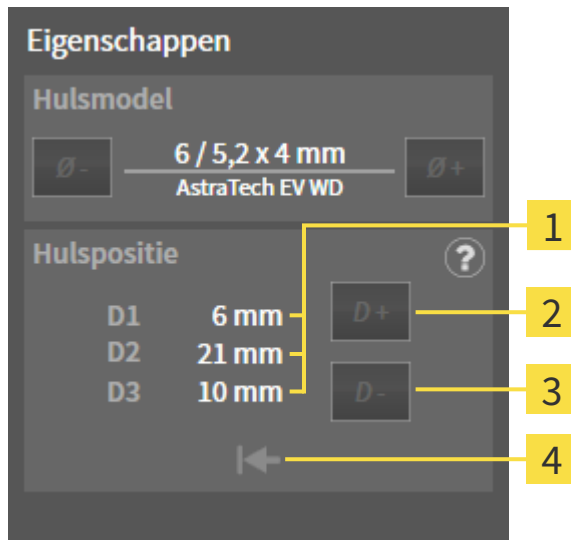 Eigenschappen
Hulsmodel
Ø - 6 / 5,2 x 4 mm Ø +
AstraTech EV WD
Hulspositie ?
1
D1 6 mm D + 2
D2 21 mm
D3 10 mm D - 3
4